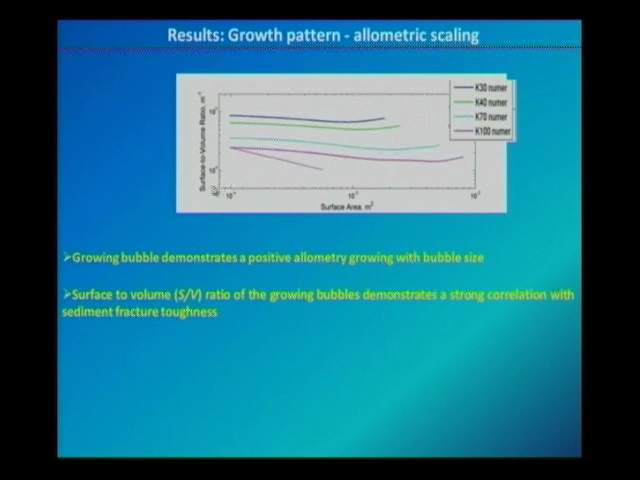 Results: Growth pattern - allometric scaling
K30 numer
K40 numer
K70 numer
K100 numer
Surface-to-Volume Ratio, m⁻¹
Surface Area, m²
➢Growing bubble demonstrates a positive allometry growing with bubble size
➢Surface to volume (S/V) ratio of the growing bubbles demonstrates a strong correlation with
sediment fracture toughness